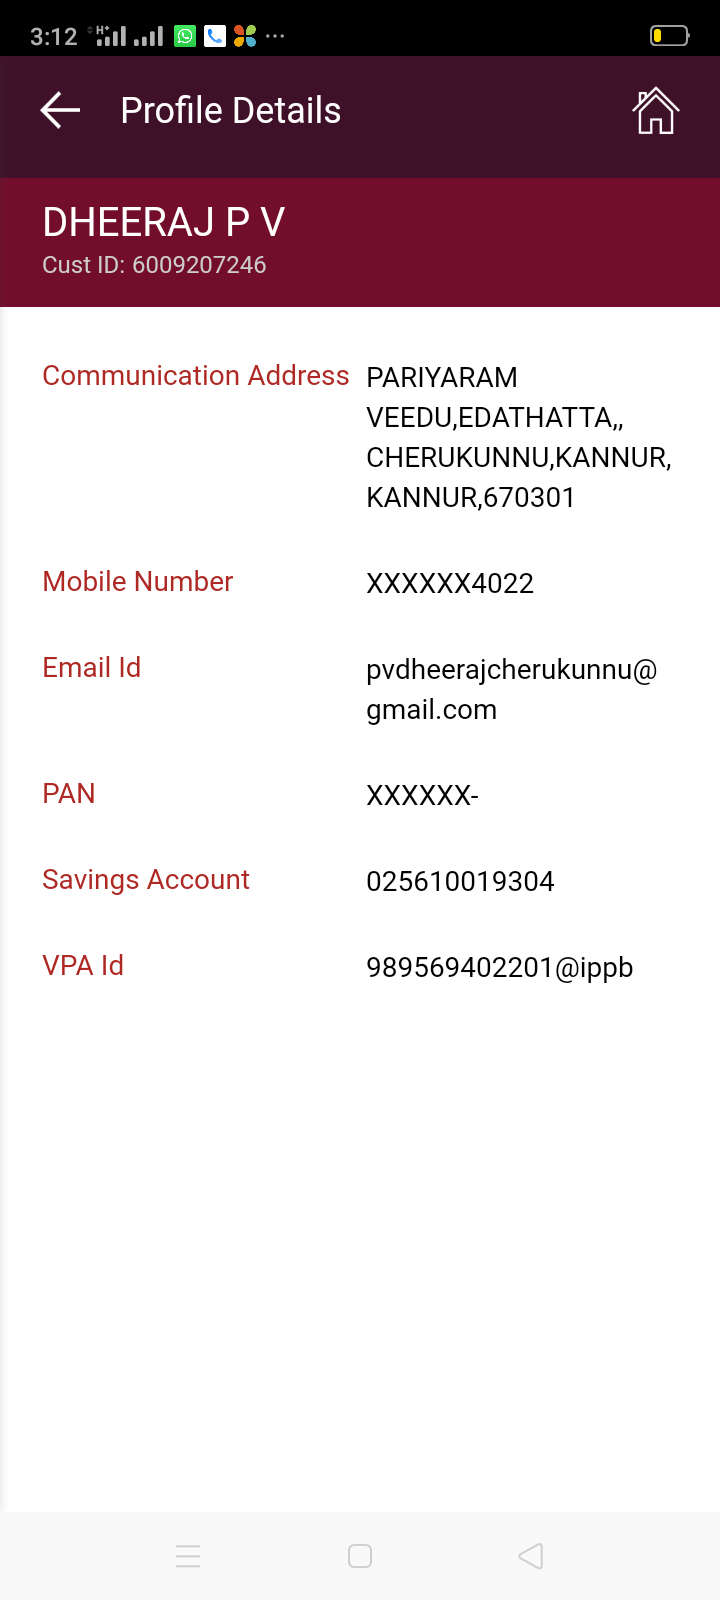 3:12
Profile Details
DHEERAJ P V
Cust ID: 6009207246
Communication Address PARIYARAM
VEEDU,EDATHATTA,,
CHERUKUNNU,KANNUR,
KANNUR,670301
Mobile Number XXXXXX4022
Email Id pvdheerajcherukunnu@
gmail.com
PAN XXXXXX-
Savings Account 025610019304
VPA Id 989569402201@ippb